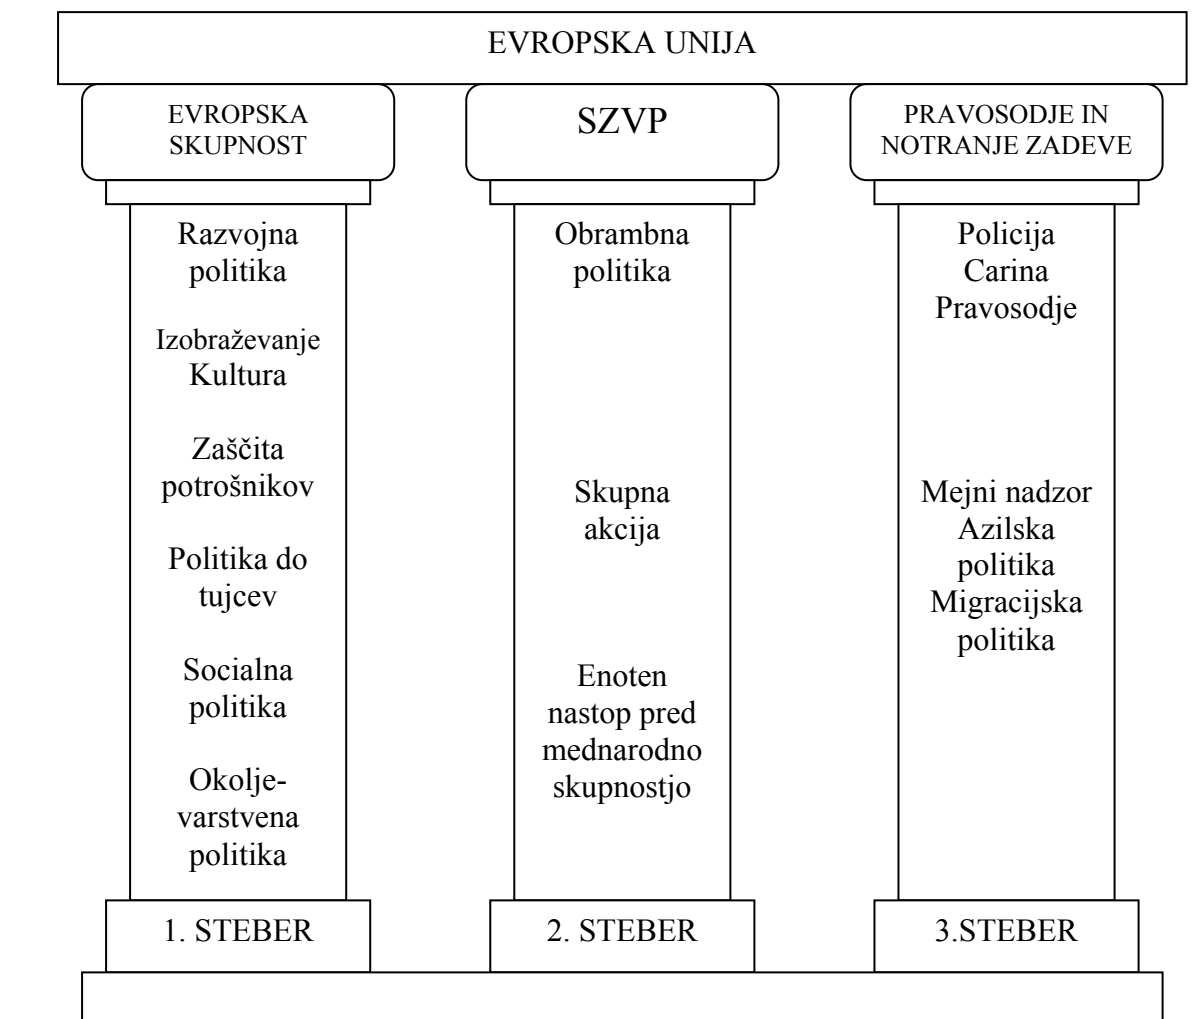 EVROPSKA UNIJA
EVROPSKA
SKUPNOST
Razvojna
politika
Izobraževanje
Kultura
Zaščita
potrošnikov
Politika do
tujcev
Socialna
politika
Okolje-
varstvena
politika
1. STEBER
SZVP
Obrambna
politika
Skupna
akcija
Enoten
nastop pred
mednarodno
skupnostjo
2. STEBER
PRAVOSODJE IN
NOTRANJE ZADEVE
Policija
Carina
Pravosodje
Mejni nadzor
Azilska
politika
Migracijska
politika
3.STEBER